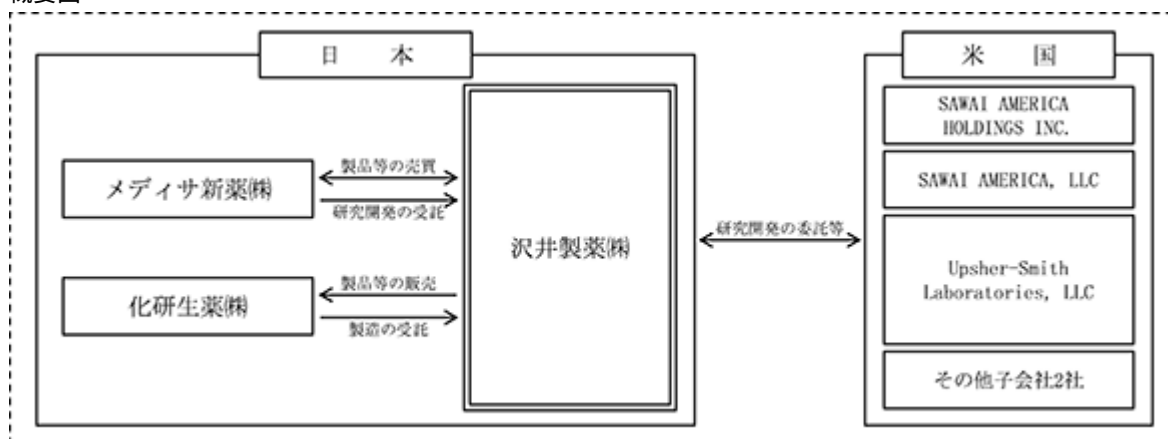 日 本
メディサ新薬㈱
製品等の売買
研究開発の受託
化研生薬㈱
製品等の販売
製造の受託
沢井製薬㈱
研究開発の委託等
米 国
SAWAI AMERICA
HOLDINGS INC.
SAWAI AMERICA, LLC
Upsher-Smith
Laboratories, LLC
その他子会社2社